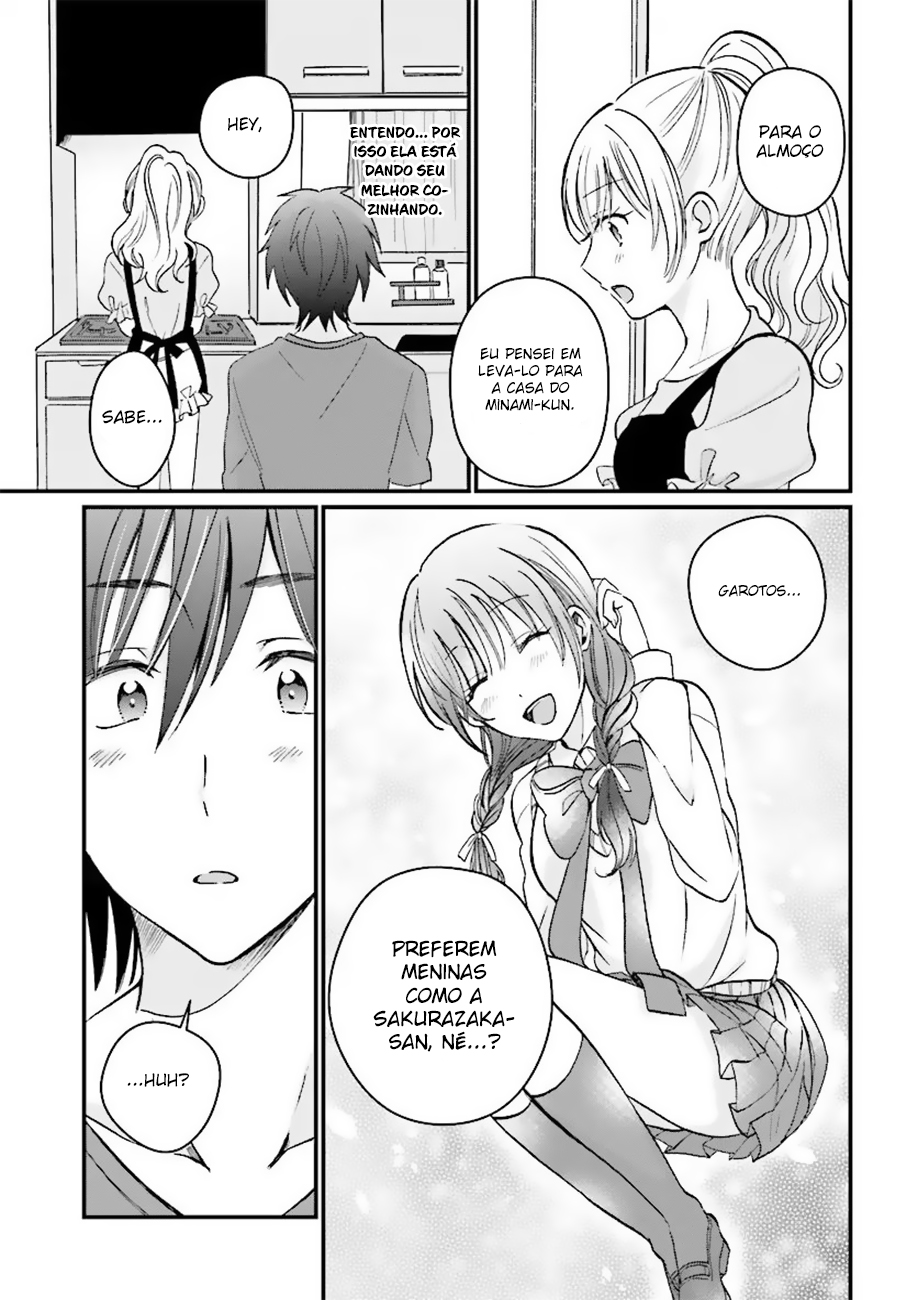 PARA O
ALMOÇO
EU PENSEI EM
LEVA-LO PARA
A CASA DO
MINAMI-KUN.
HEY,
ENTENDO... POR
ISSO ELA ESTÁ
DANDO SEU
MELHOR CO-
ZINHANDO.
SABE...
GAROTOS...
PREFEREM
MENINAS
COMO A
SAKURAZAKA-
SAN, NÉ...?
...HUH?